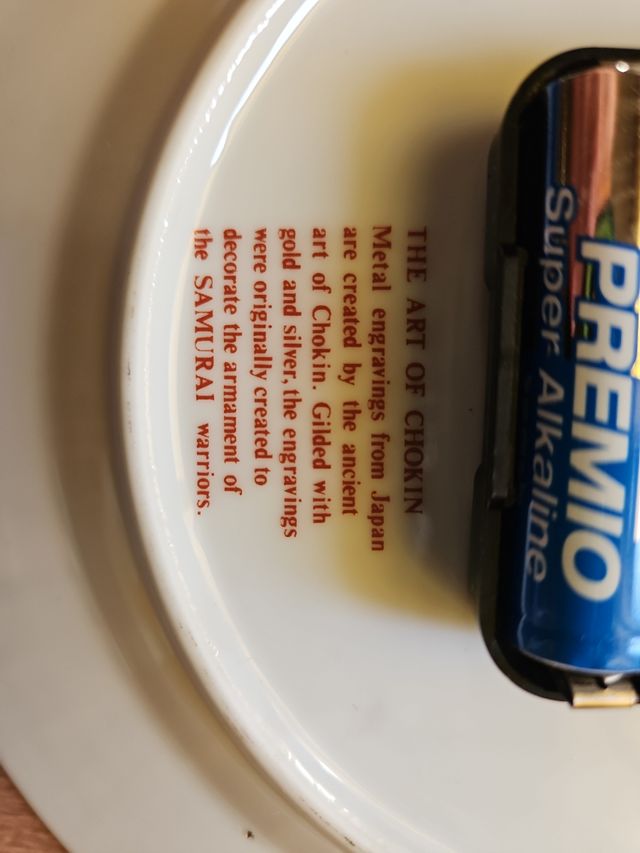 THE ART OF CHOKIN
Metal engravings from Japan
are created by the ancient
art of Chokin. Gilded with
gold and silver, the engravings
were originally created to
decorate the armament of
the SAMURAI warriors.
PREMIO
Super Alkaline